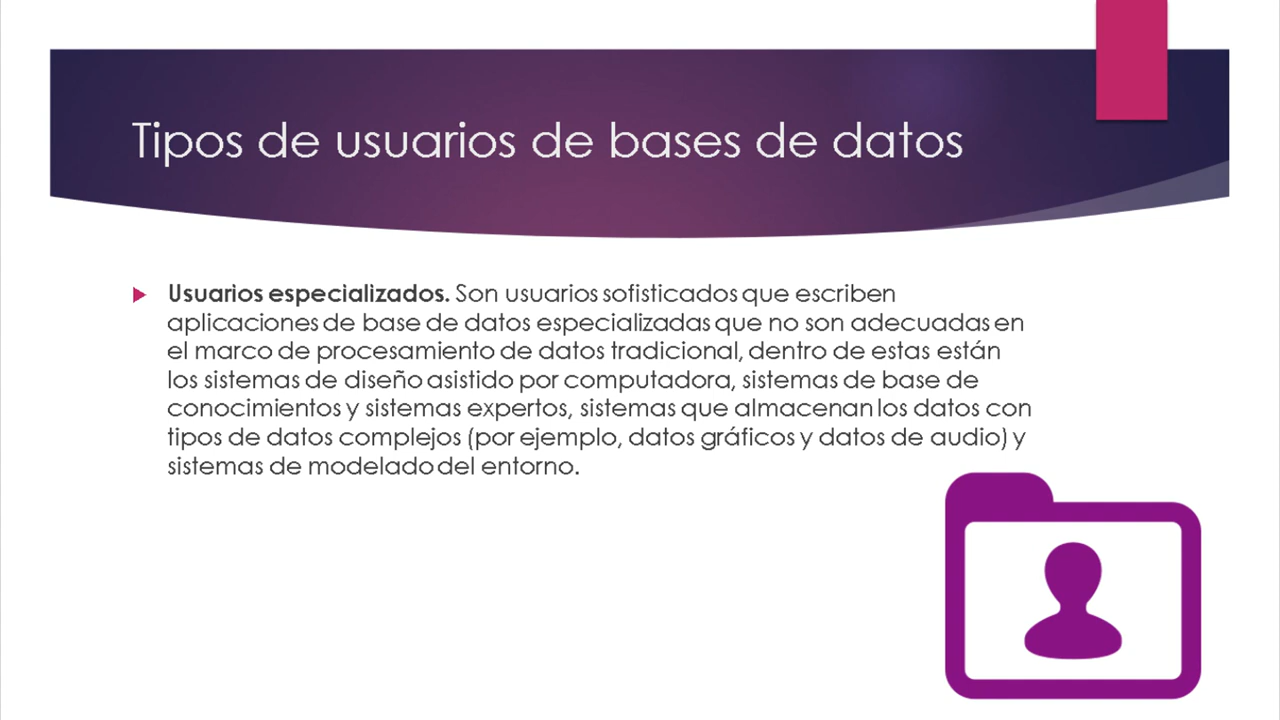 Tipos de usuarios de bases de datos
Usuarios especializados. Son usuarios sofisticados que escriben
aplicaciones de base de datos especializadas que no son adecuadas en
el marco de procesamiento de datos tradicional, dentro de estas están
los sistemas de diseño asistido por computadora, sistemas de base de
conocimientos y sistemas expertos, sistemas que almacenan los datos con
tipos de datos complejos (por ejemplo, datos gráficos y datos de audio) y
sistemas de modelado del entorno.